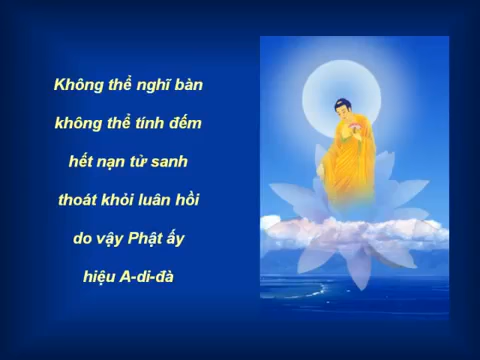 Không thể nghĩ bàn
không thể tính đếm
hết nạn tử sanh
thoát khỏi luân hồi
do vậy Phật ấy
hiệu A-di-đà